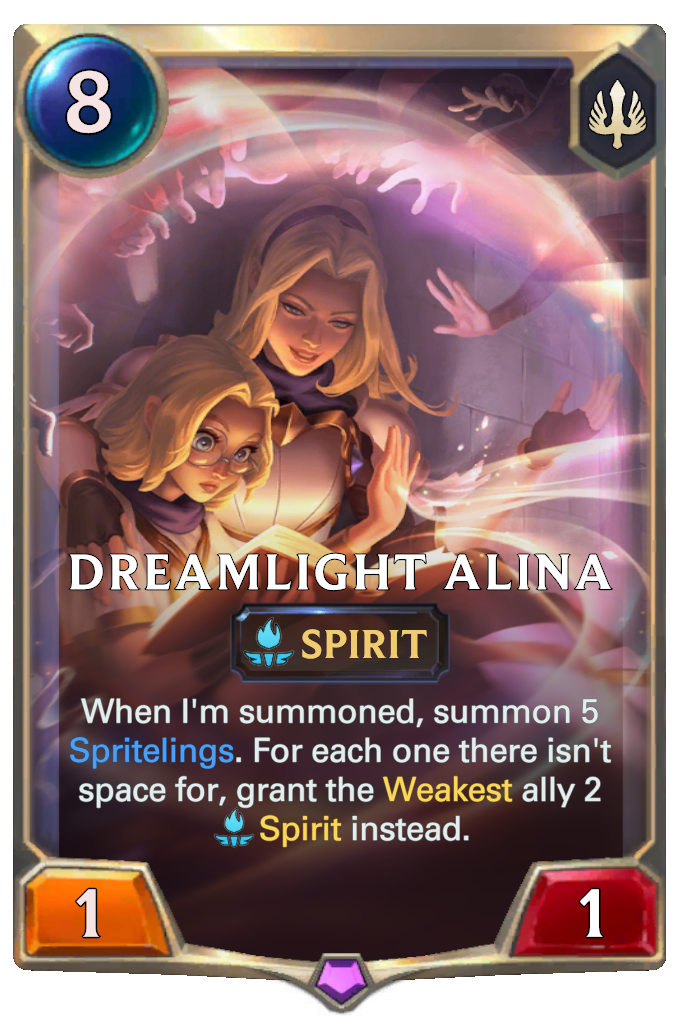 8
DREAMLIGHT ALINA
SPIRIT
When I'm summoned, summon 5
Spritelings. For each one there isn't
space for, grant the Weakest ally 2
Spirit instead.
1
1